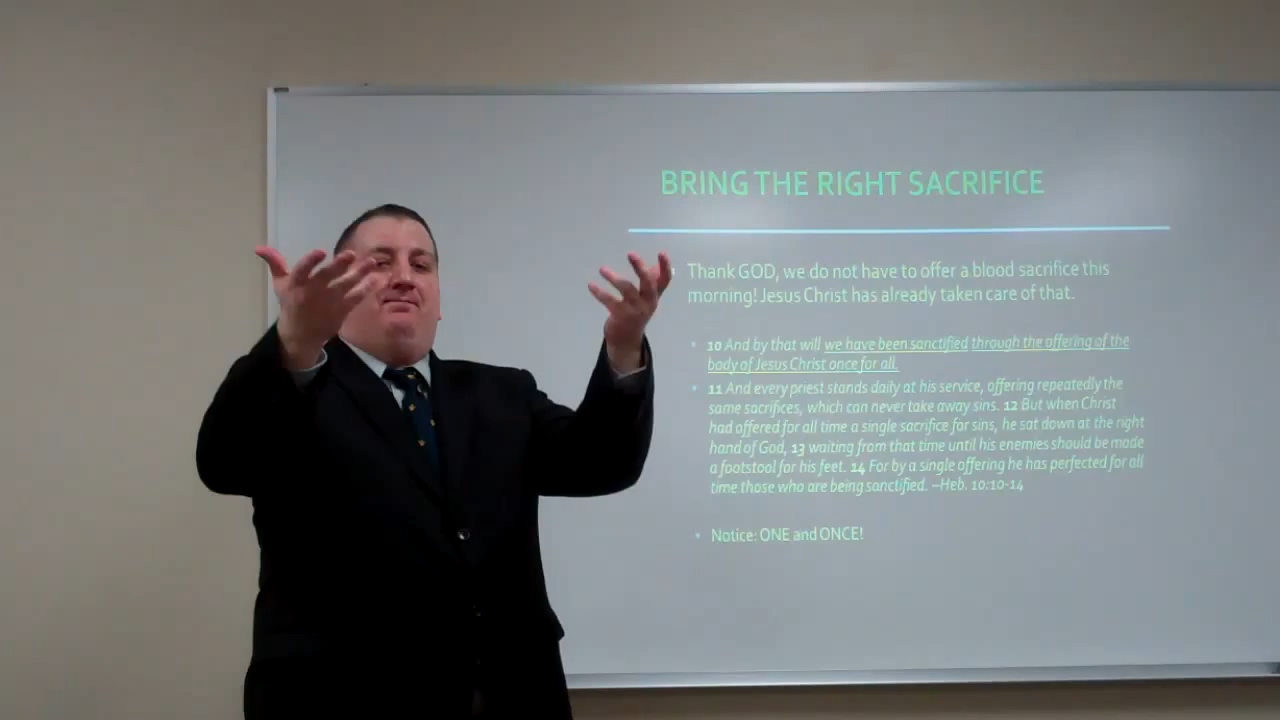 BRING THE RIGHT SACRIFICE
Thank GOD, we do not have to offer a blood sacrifice this
morning! Jesus Christ has already taken care of that.
10 And by that will we have been sanctified through the offering of the
body of Jesus Christ once for all.
11 And every priest stands daily at his service, offering repeatedly the
same sacrifices, which can never take away sins. 12 But when Christ
had offered for all time a single sacrifice for sins, he sat down at the right
hand of God, 13 waiting from that time until his enemies should be made
a footstool for his feet. 14 For by a single offering he has perfected for all
time those who are being sanctified. –Heb. 10:10-14
Notice: ONE and ONCE!